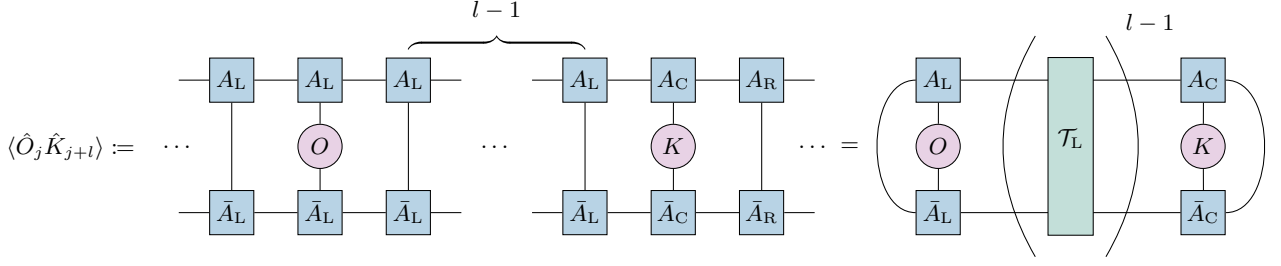 l − 1
l − 1
A_L A_L A_L A_L A_C A_R A_L A_C
⟨Ô_j K̂_{j+l}⟩ := ··· O ··· K ··· = O 𝒯_L K
Ā_L Ā_L Ā_L Ā_L Ā_C Ā_R Ā_L Ā_C